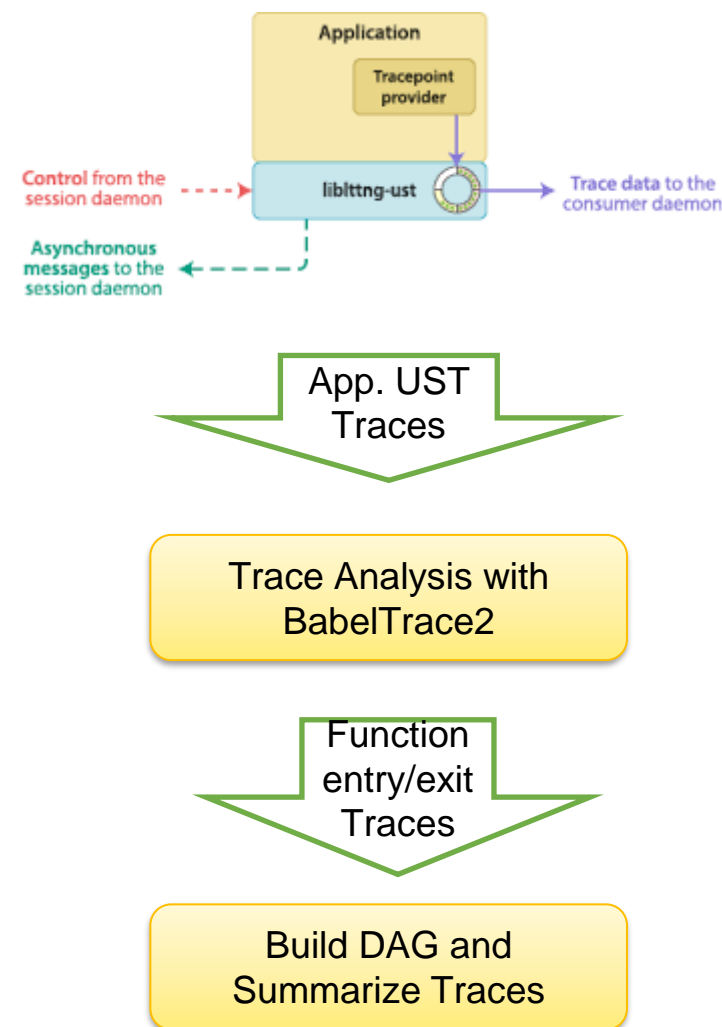 Application
Tracepoint
provider
Control from the
session daemon
liblttng-ust
Trace data to the
consumer daemon
Asynchronous
messages to the
session daemon
App. UST
Traces
Trace Analysis with
BabelTrace2
Function
entry/exit
Traces
Build DAG and
Summarize Traces